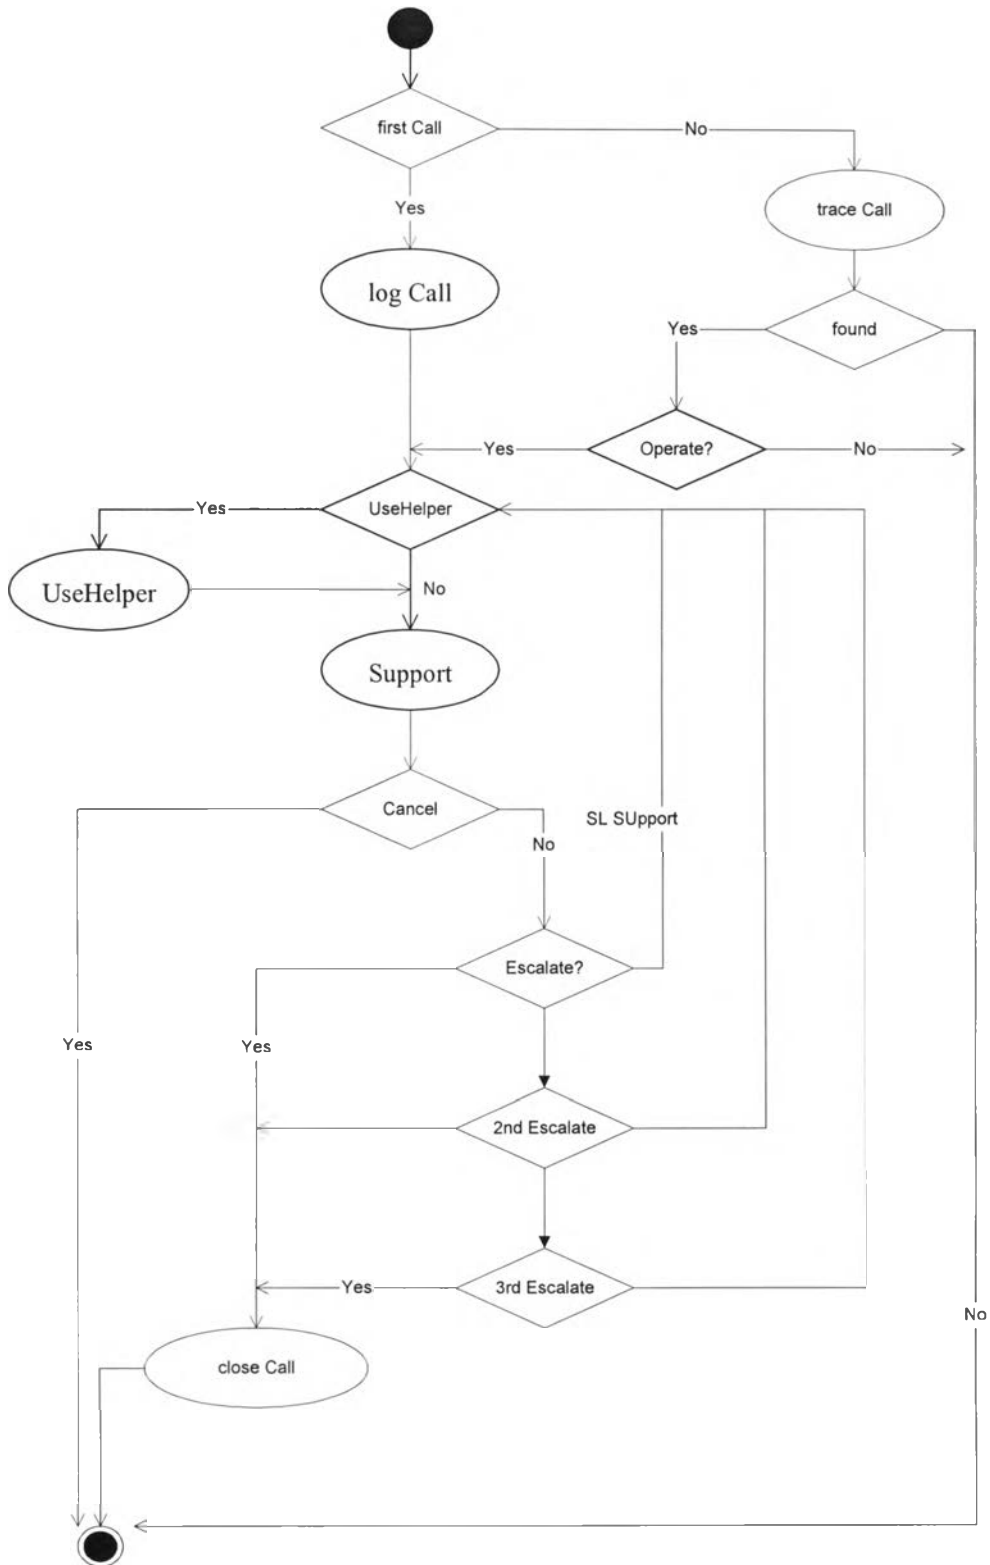 first Call
No
trace Call
Yes
log Call
Yes
found
Yes
Operate?
No
Yes
UseHelper
UseHelper
No
Support
Cancel
SL SUpport
No
Escalate?
Yes
Yes
2nd Escalate
Yes
3rd Escalate
No
close Call